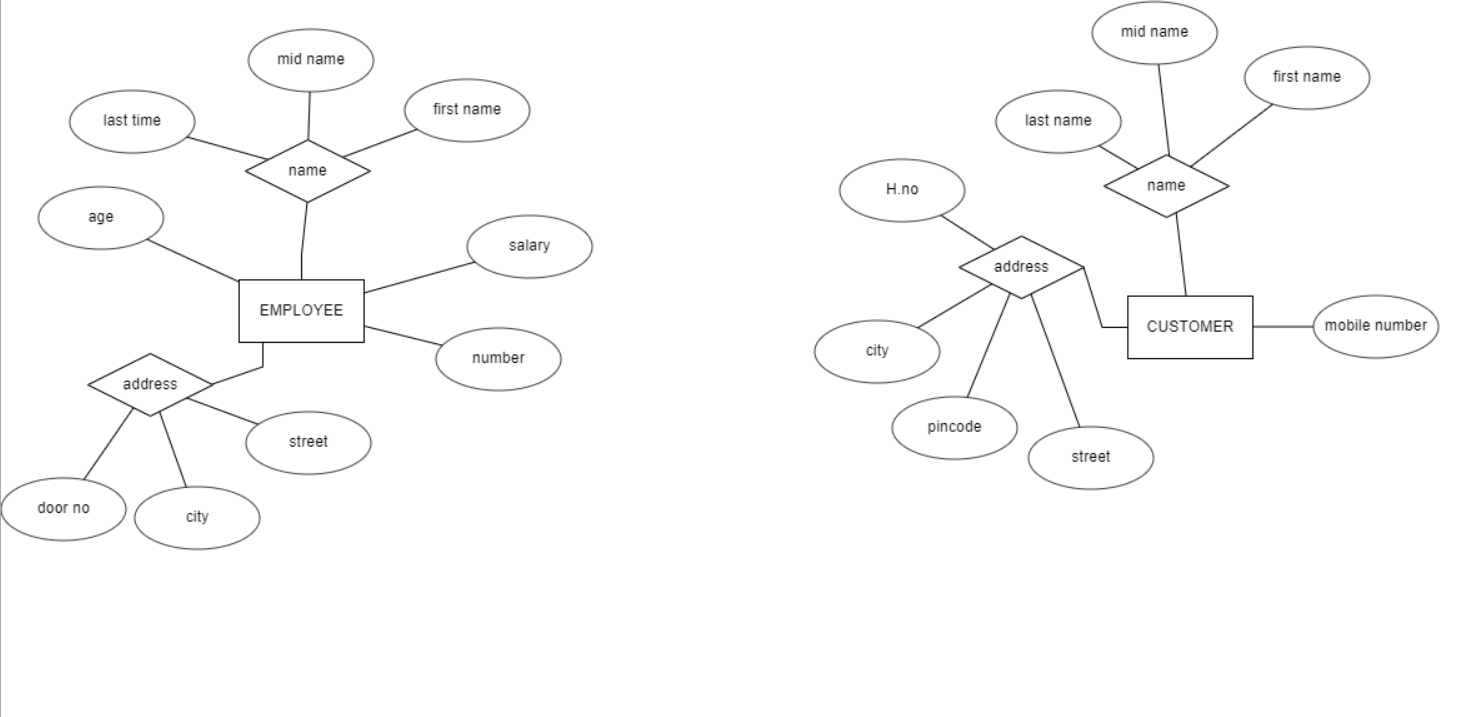 mid name
first name
last time
name
age
salary
EMPLOYEE
number
address
street
door no
city
mid name
first name
last name
name
H.no
address
CUSTOMER
mobile number
city
pincode
street